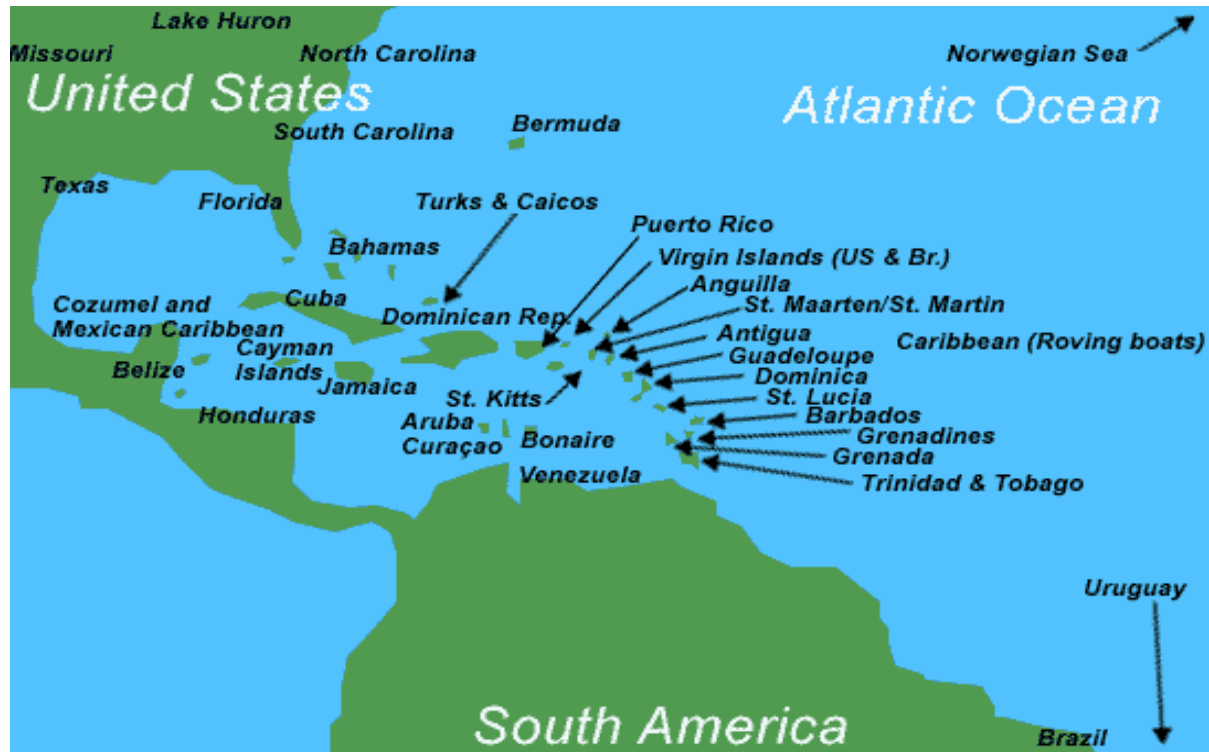 Lake Huron
Missouri
North Carolina
Norwegian Sea
United States
Atlantic Ocean
South Carolina
Bermuda
Texas
Florida
Turks & Caicos
Puerto Rico
Bahamas
Virgin Islands (US & Br.)
Anguilla
Cozumel and
Mexican Caribbean
Cuba
St. Maarten/St. Martin
Dominican Rep.
Antigua
Caribbean (Roving boats)
Cayman
Islands
Guadeloupe
Belize
Jamaica
Dominica
St. Kitts
St. Lucia
Honduras
Aruba
Barbados
Curaçao
Bonaire
Grenadines
Grenada
Venezuela
Trinidad & Tobago
Uruguay
South America
Brazil